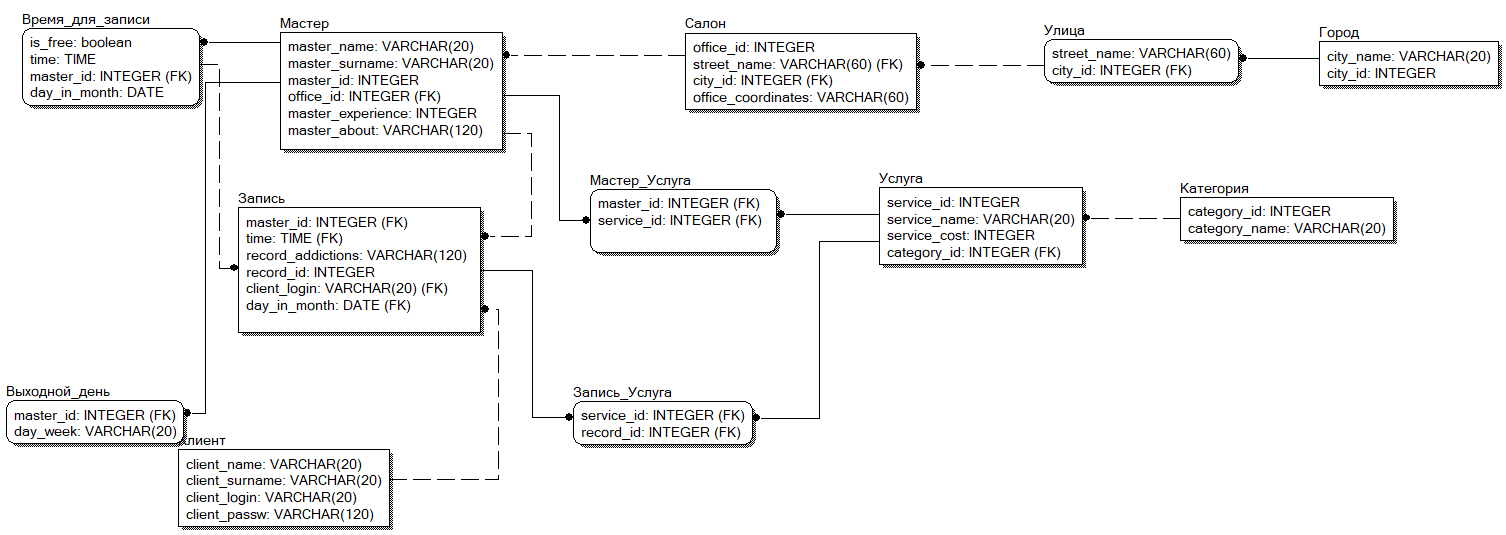 Время_для_записи
is_free: boolean
time: TIME
master_id: INTEGER (FK)
day_in_month: DATE
Мастер
master_name: VARCHAR(20)
master_surname: VARCHAR(20)
master_id: INTEGER
office_id: INTEGER (FK)
master_experience: INTEGER
master_about: VARCHAR(120)
Салон
office_id: INTEGER
street_name: VARCHAR(60) (FK)
city_id: INTEGER (FK)
office_coordinates: VARCHAR(60)
Улица
street_name: VARCHAR(60)
city_id: INTEGER (FK)
Город
city_name: VARCHAR(20)
city_id: INTEGER
Запись
master_id: INTEGER (FK)
time: TIME (FK)
record_addictions: VARCHAR(120)
record_id: INTEGER
client_login: VARCHAR(20) (FK)
day_in_month: DATE (FK)
Мастер_Услуга
master_id: INTEGER (FK)
service_id: INTEGER (FK)
Услуга
service_id: INTEGER
service_name: VARCHAR(20)
service_cost: INTEGER
category_id: INTEGER (FK)
Категория
category_id: INTEGER
category_name: VARCHAR(20)
Выходной_день
master_id: INTEGER (FK)
day_week: VARCHAR(20)
Запись_Услуга
service_id: INTEGER (FK)
record_id: INTEGER (FK)
Клиент
client_name: VARCHAR(20)
client_surname: VARCHAR(20)
client_login: VARCHAR(20)
client_passw: VARCHAR(120)